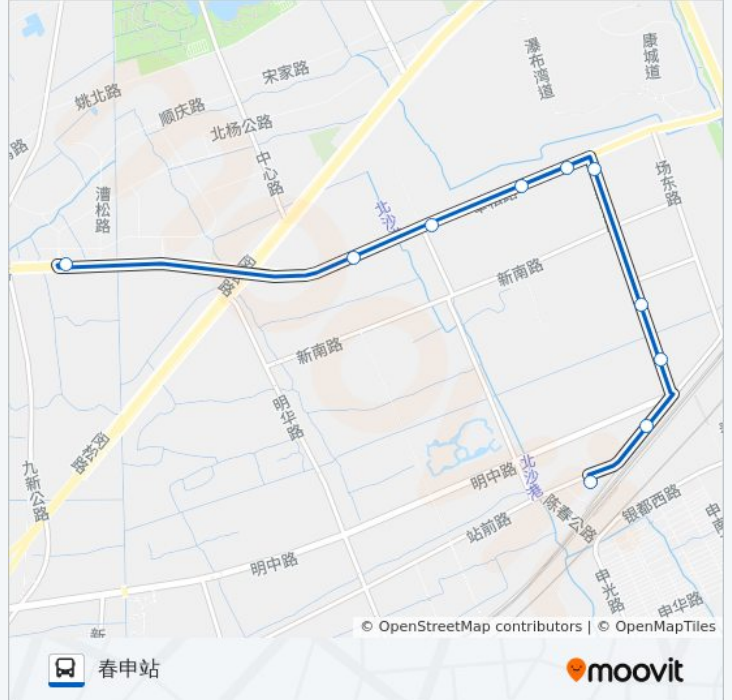 瀑布湾道
康城道
宋家路
姚北路
顺庆路
北杨公路
中心路
场东路
漕松路
北沙
新南路
新南路
明华路
闵松路
九新公路
明中路
北沙港
陈春公路
银都西路
站前路
明中路
申光路
申华路
新
© OpenStreetMap contributors | © OpenMapTiles
春申站
moovit